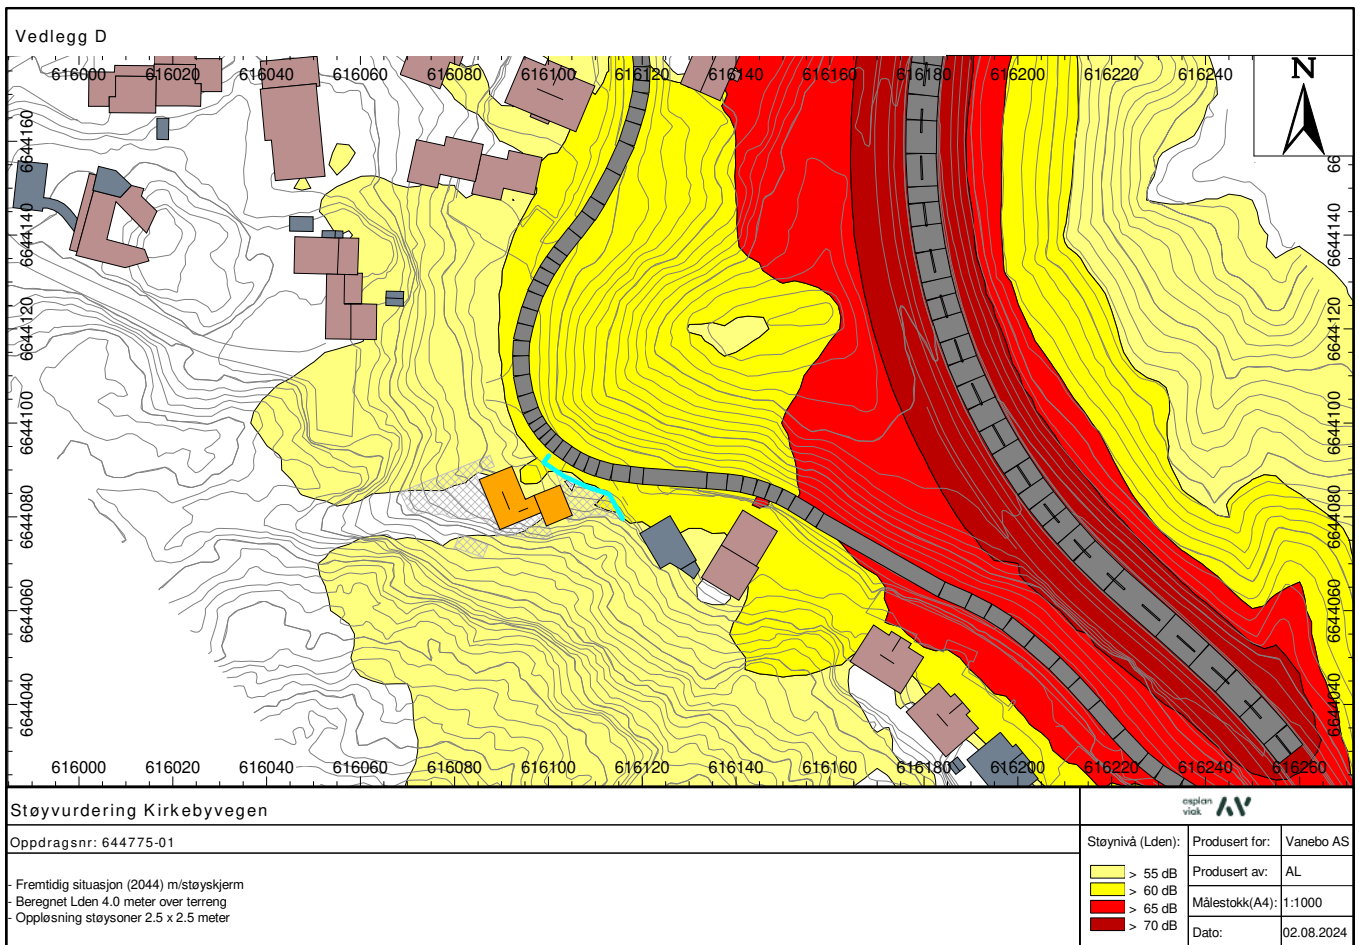 Vedlegg D
616000 616020 616040 616060 616080 616100 616120 616140 616160 616180 616200 616220 616240
N
6644160
6644140
6644120
6644100
6644080
6644060
6644040
66
6644140
6644120
6644100
6644080
6644060
6644040
616000 616020 616040 616060 616080 616100 616120 616140 616160 616180 616200 616220 616240 616260
Støyvurdering Kirkebyvegen
Oppdragsnr: 644775-01
- Fremtidig situasjon (2044) m/støyskjerm
- Beregnet Lden 4.0 meter over terreng
- Oppløsning støysoner 2.5 x 2.5 meter
asplan
viak
Støynivå (Lden):
> 55 dB
> 60 dB
> 65 dB
> 70 dB
Produsert for: Vanebo AS
Produsert av: AL
Målestokk(A4): 1:1000
Dato: 02.08.2024